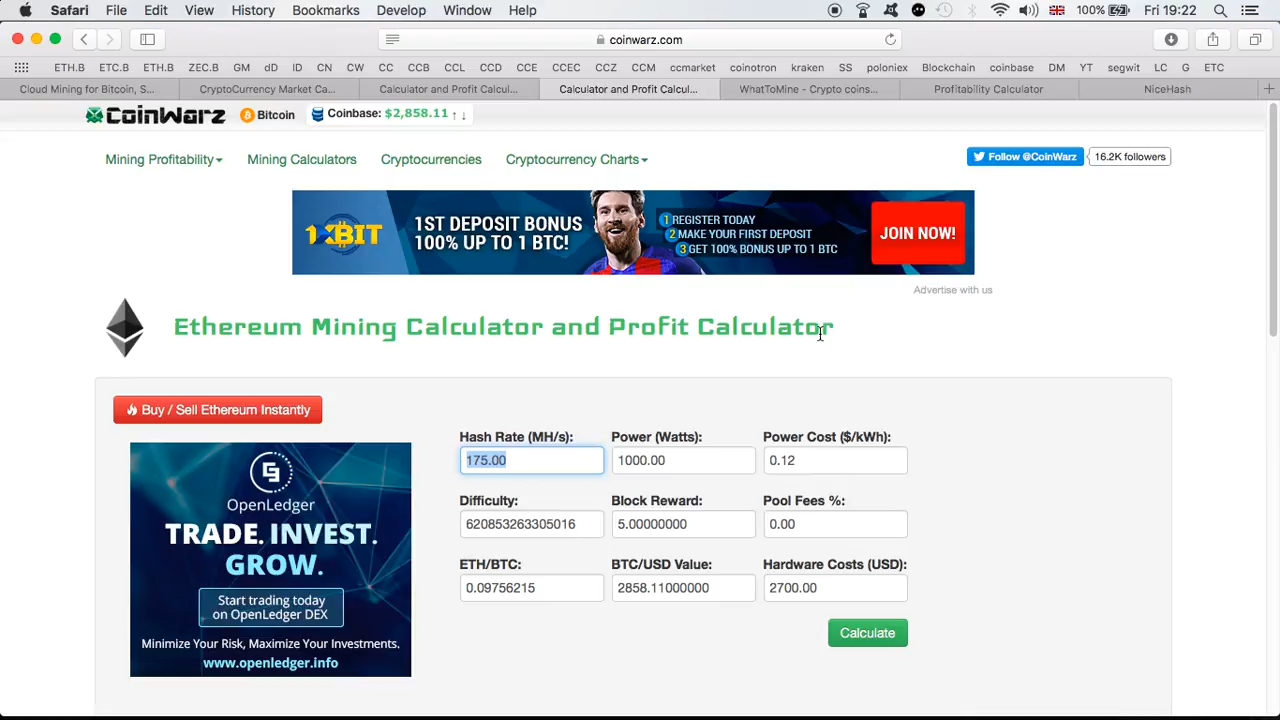 Safari File Edit View History Bookmarks Develop Window Help 100% Fri 19:22
coinwarz.com
ETH.B ETC.B ETH.B ZEC.B GM dD ID CN CW CC CCB CCL CCD CCE CCEC CCZ CCM ccmarket coinotron kraken SS poloniex Blockchain coinbase DM YT segwit LC G ETC
Cloud Mining for Bitcoin, S... CryptoCurrency Market Ca... Calculator and Profit Calcul... Calculator and Profit Calcul... WhatToMine - Crypto coins... Profitability Calculator NiceHash
CoinWarz Bitcoin Coinbase: $2,858.11 ↑ ↓
Mining Profitability Mining Calculators Cryptocurrencies Cryptocurrency Charts Follow @CoinWarz 16.2K followers
1XBIT
1ST DEPOSIT BONUS
100% UP TO 1 BTC!
1 REGISTER TODAY
2 MAKE YOUR FIRST DEPOSIT
3 GET 100% BONUS UP TO 1 BTC
JOIN NOW!
Advertise with us
Ethereum Mining Calculator and Profit Calculator
Buy / Sell Ethereum Instantly
OpenLedger
TRADE. INVEST.
GROW.
Start trading today
on OpenLedger DEX
Minimize Your Risk, Maximize Your Investments.
www.openledger.info
Hash Rate (MH/s): Power (Watts): Power Cost ($/kWh):
175.00 1000.00 0.12
Difficulty: Block Reward: Pool Fees %:
620853263305016 5.00000000 0.00
ETH/BTC: BTC/USD Value: Hardware Costs (USD):
0.09756215 2858.11000000 2700.00
Calculate